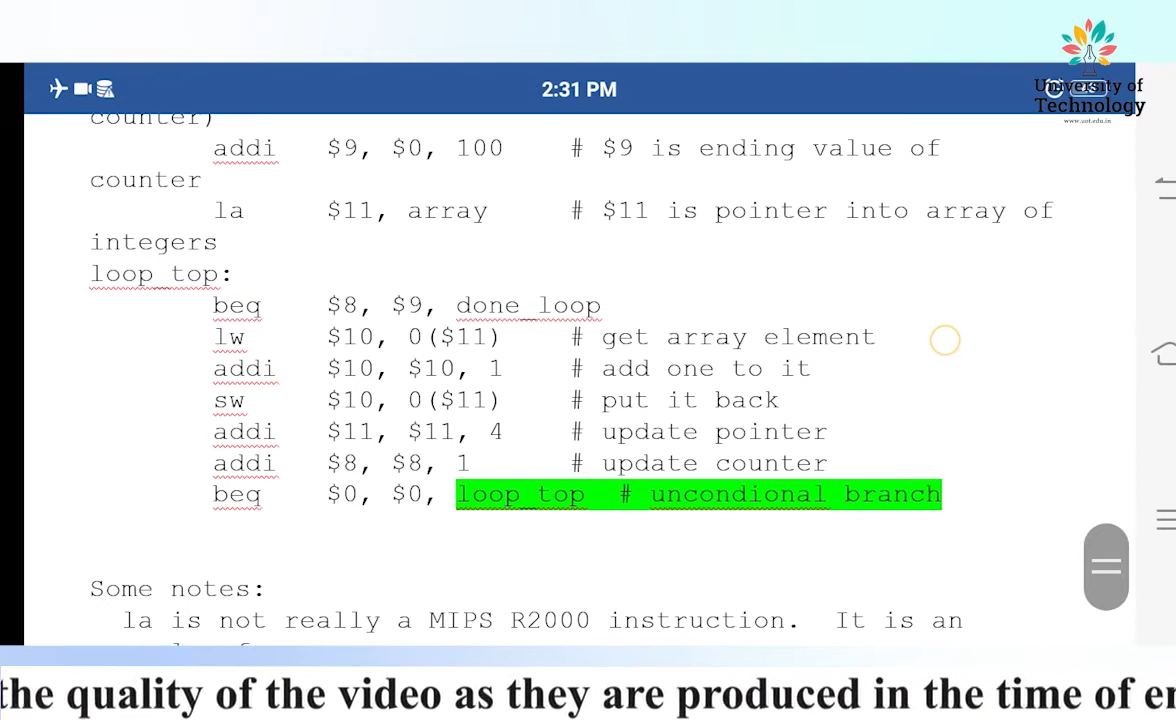 2:31 PM
University of
Technology
www.uot.edu.in
counter)
addi $9, $0, 100 # $9 is ending value of
counter
la $11, array # $11 is pointer into array of
integers
loop_top:
beq $8, $9, done_loop
lw $10, 0($11) # get array element
addi $10, $10, 1 # add one to it
sw $10, 0($11) # put it back
addi $11, $11, 4 # update pointer
addi $8, $8, 1 # update counter
beq $0, $0, loop_top # uncondional branch
Some notes:
la is not really a MIPS R2000 instruction. It is an
the quality of the video as they are produced in the time of